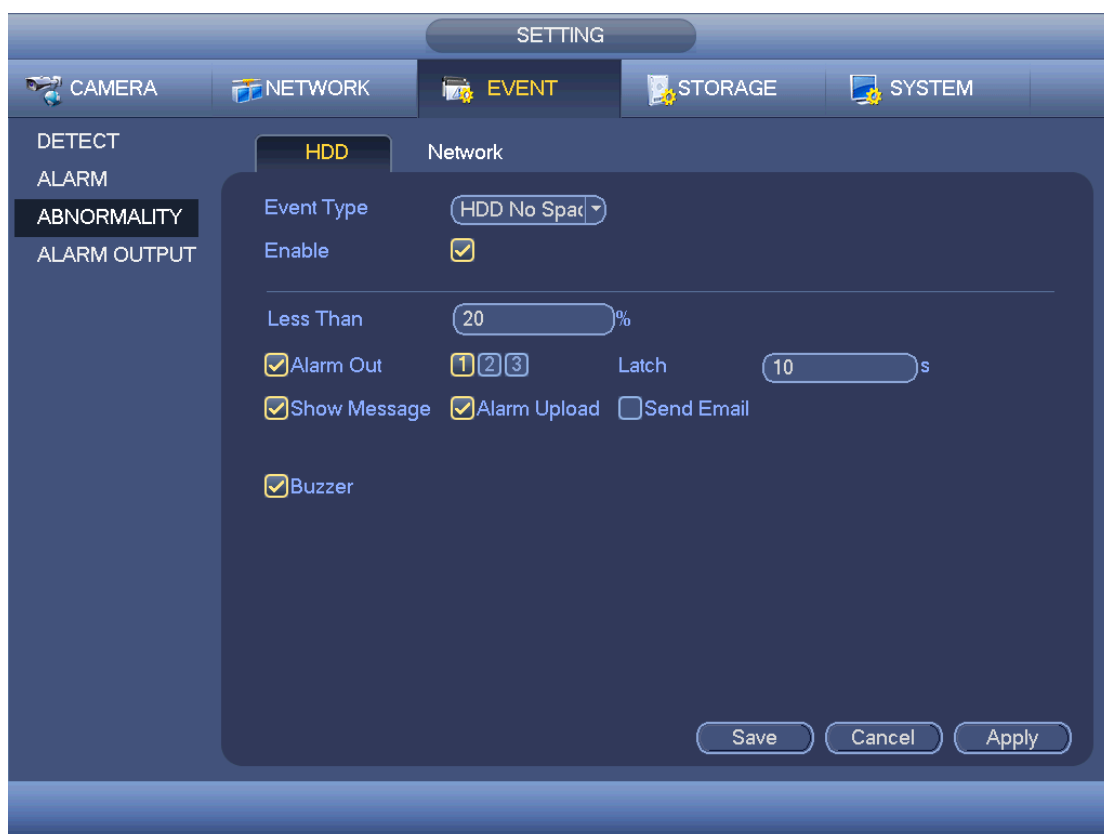 SETTING
CAMERA NETWORK EVENT STORAGE SYSTEM
DETECT
ALARM
ABNORMALITY
ALARM OUTPUT
HDD Network
Event Type HDD No Spac
Enable
Less Than 20 %
Alarm Out 1 2 3 Latch 10 s
Show Message Alarm Upload Send Email
Buzzer
Save Cancel Apply